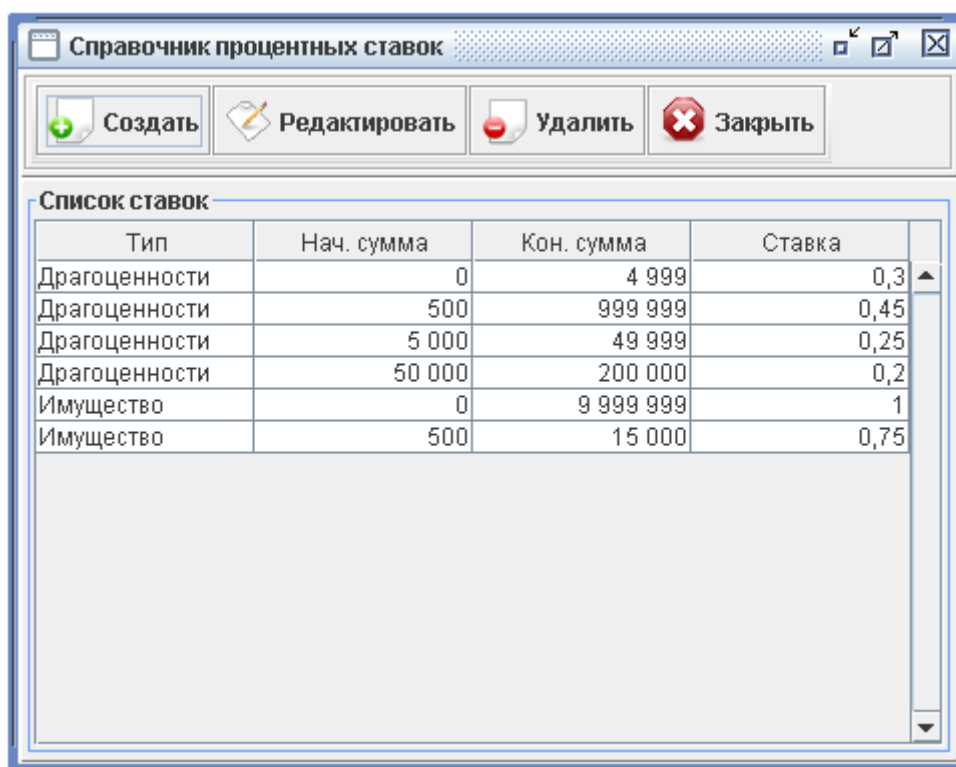 Справочник процентных ставок
Создать Редактировать Удалить Закрыть
Список ставок
Тип Нач. сумма Кон. сумма Ставка
Драгоценности 0 4 999 0,3
Драгоценности 500 999 999 0,45
Драгоценности 5 000 49 999 0,25
Драгоценности 50 000 200 000 0,2
Имущество 0 9 999 999 1
Имущество 500 15 000 0,75